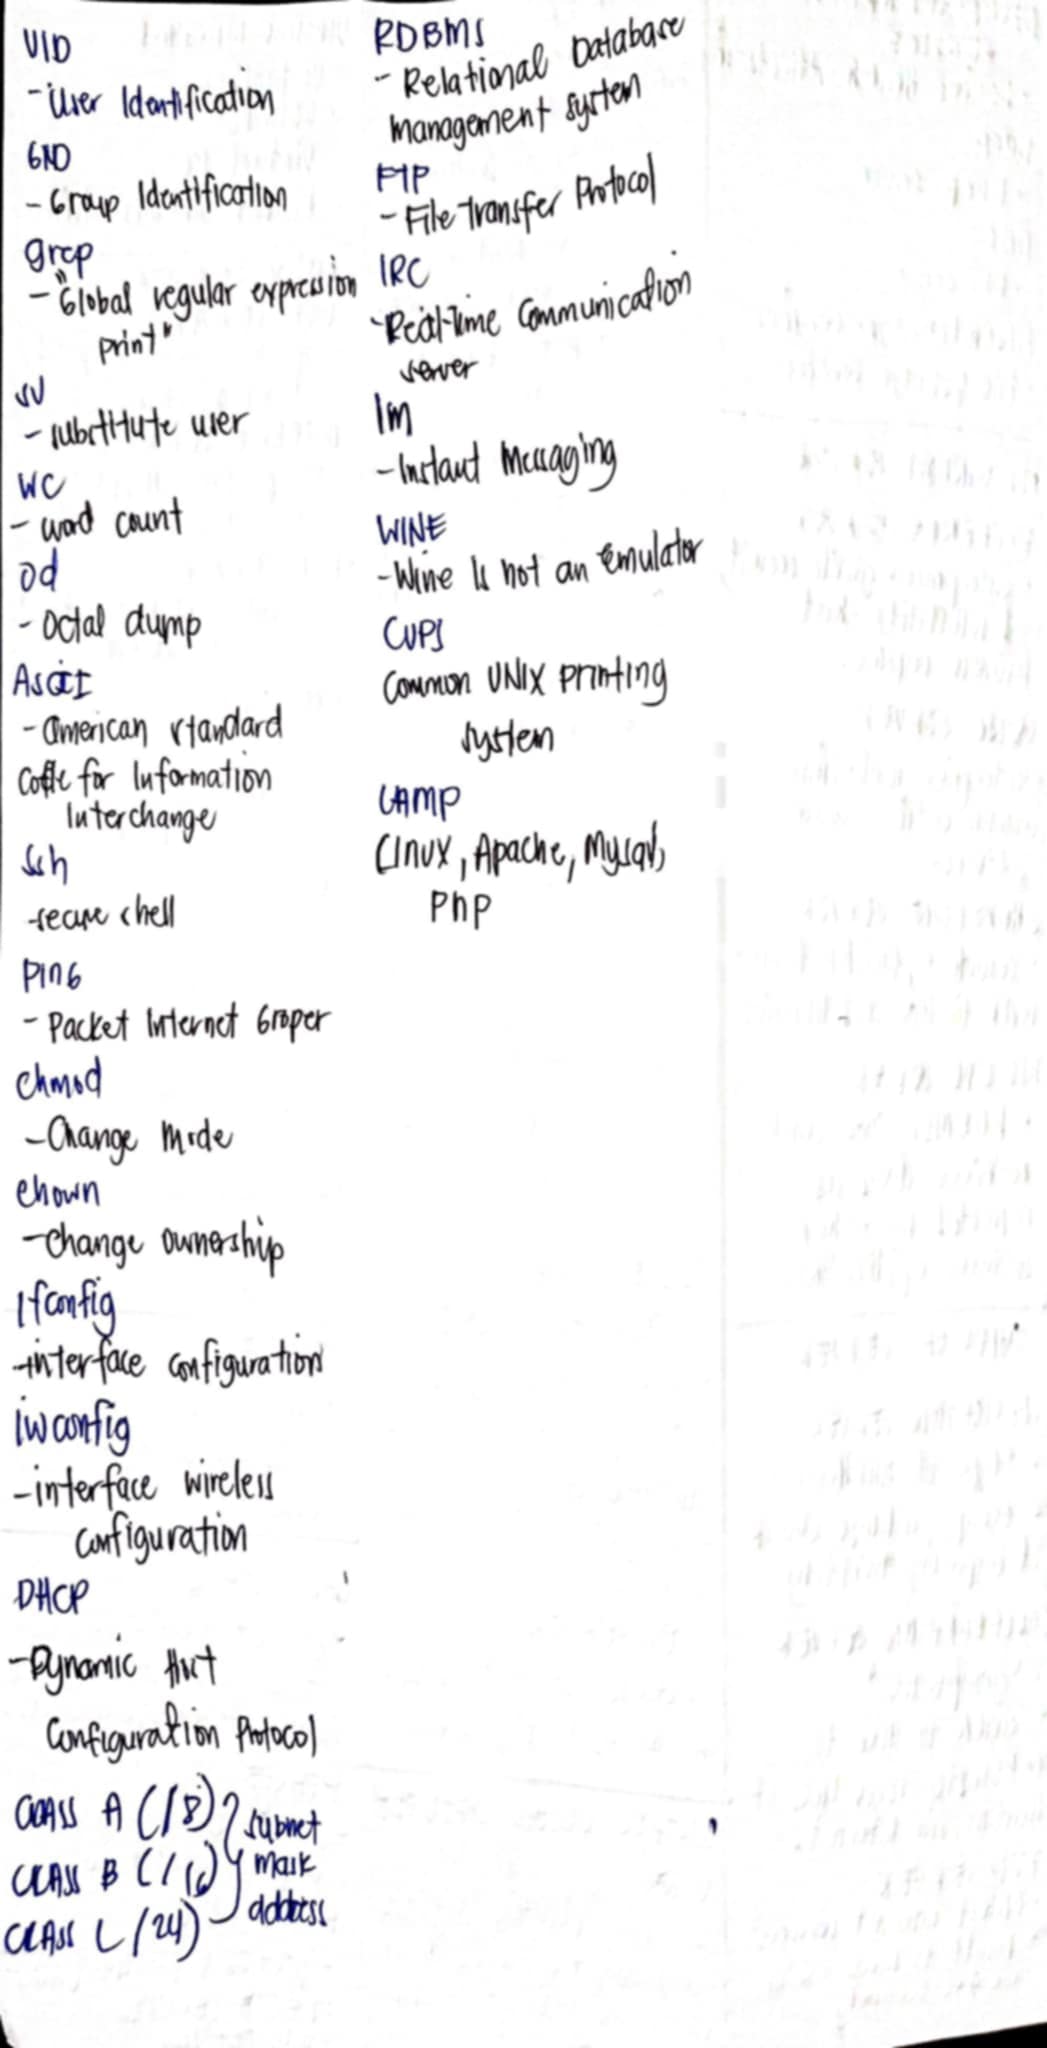 UID
- User Identification
GID
- Group Identification
grep
- "Global regular expression
print"
su
- substitute user
WC
- word count
Od
- Octal dump
ASCII
- American standard
Code for Information
Interchange
Ssh
- secure shell
PinG
- Packet Internet Groper
Chmod
- Change Mode
Chown
- Change ownership
Ifconfig
- interface configuration
iwconfig
- interface wireless
configuration
DHCP
- Dynamic Host
Configuration Protocol
CLASS A (/8)
CLASS B (/16)
CLASS C /24)
subnet
mask
address
RDBMS
- Relational Database
management system
FTP
- File Transfer Protocol
IRC
- Real-Time Communication
server
Im
- Instant Messaging
WINE
- Wine Is not an Emulator
CUPS
Common UNIX Printing
system
LAMP
Linux, Apache, Mysql,
PhP